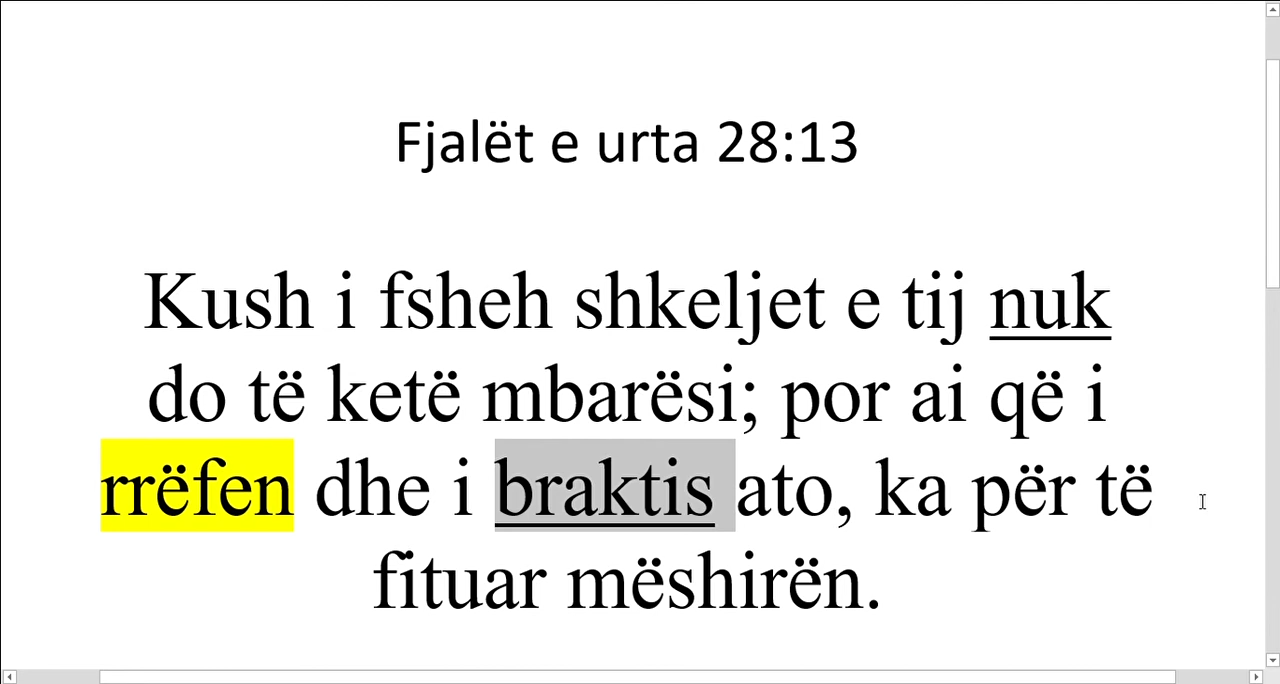 Fjalët e urta 28:13
Kush i fsheh shkeljet e tij nuk
do të ketë mbarësi; por ai që i
rrëfen dhe i braktis ato, ka për të
fituar mëshirën.